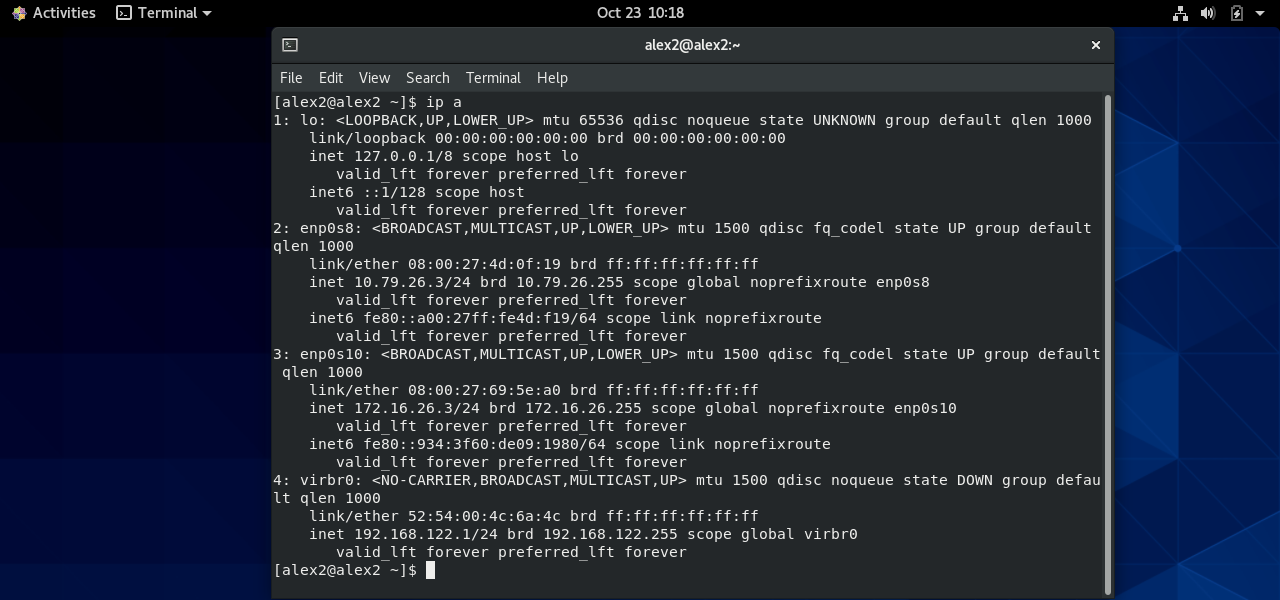 Activities Terminal Oct 23 10:18
alex2@alex2:~
File Edit View Search Terminal Help
[alex2@alex2 ~]$ ip a
1: lo: <LOOPBACK,UP,LOWER_UP> mtu 65536 qdisc noqueue state UNKNOWN group default qlen 1000
    link/loopback 00:00:00:00:00:00 brd 00:00:00:00:00:00
    inet 127.0.0.1/8 scope host lo
       valid_lft forever preferred_lft forever
    inet6 ::1/128 scope host
       valid_lft forever preferred_lft forever
2: enp0s8: <BROADCAST,MULTICAST,UP,LOWER_UP> mtu 1500 qdisc fq_codel state UP group default
qlen 1000
    link/ether 08:00:27:4d:0f:19 brd ff:ff:ff:ff:ff:ff
    inet 10.79.26.3/24 brd 10.79.26.255 scope global noprefixroute enp0s8
       valid_lft forever preferred_lft forever
    inet6 fe80::a00:27ff:fe4d:f19/64 scope link noprefixroute
       valid_lft forever preferred_lft forever
3: enp0s10: <BROADCAST,MULTICAST,UP,LOWER_UP> mtu 1500 qdisc fq_codel state UP group default
 qlen 1000
    link/ether 08:00:27:69:5e:a0 brd ff:ff:ff:ff:ff:ff
    inet 172.16.26.3/24 brd 172.16.26.255 scope global noprefixroute enp0s10
       valid_lft forever preferred_lft forever
    inet6 fe80::934:3f60:de09:1980/64 scope link noprefixroute
       valid_lft forever preferred_lft forever
4: virbr0: <NO-CARRIER,BROADCAST,MULTICAST,UP> mtu 1500 qdisc noqueue state DOWN group defau
lt qlen 1000
    link/ether 52:54:00:4c:6a:4c brd ff:ff:ff:ff:ff:ff
    inet 192.168.122.1/24 brd 192.168.122.255 scope global virbr0
       valid_lft forever preferred_lft forever
[alex2@alex2 ~]$